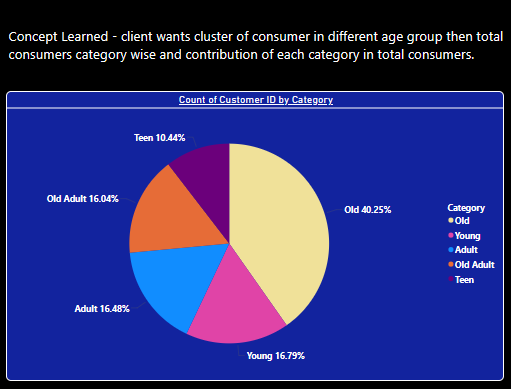 Concept Learned - client wants cluster of consumer in different age group then total
consumers category wise and contribution of each category in total consumers.
Count of Customer ID by Category
Teen 10.44%
Old Adult 16.04%
Old 40.25%
Adult 16.48%
Young 16.79%
Category
Old
Young
Adult
Old Adult
Teen